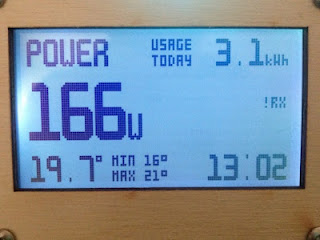 POWER USAGE TODAY 3.1kWh
166W
!RX
19.7° MIN 16° MAX 21° 13:02